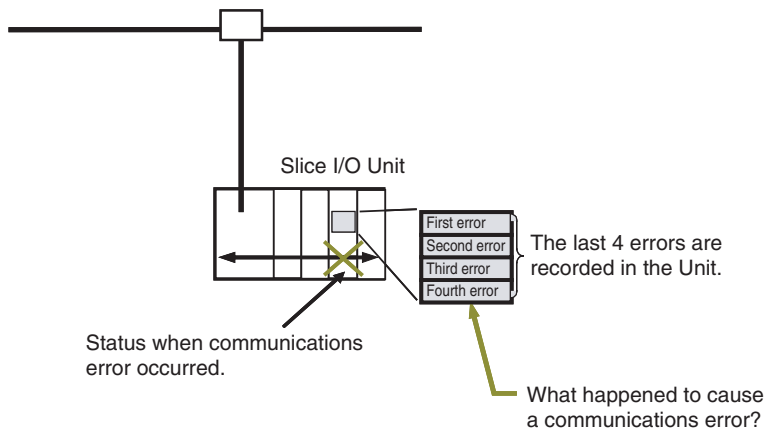 Slice I/O Unit
First error
Second error
Third error
Fourth error
The last 4 errors are
recorded in the Unit.
Status when communications
error occurred.
What happened to cause
a communications error?